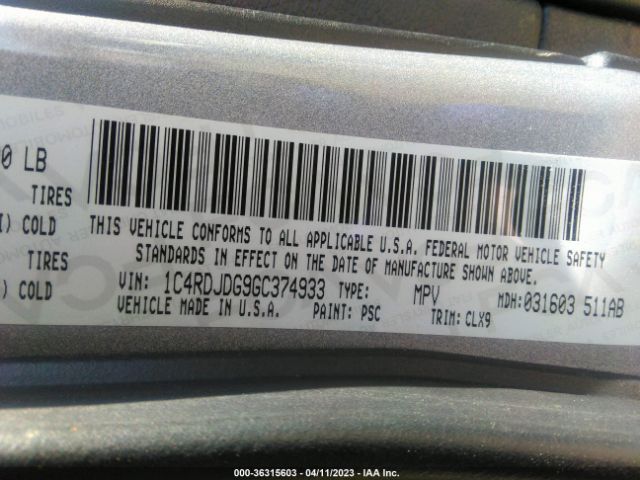 0 LB
TIRES
) COLD
TIRES
) COLD
THIS VEHICLE CONFORMS TO ALL APPLICABLE U.S.A. FEDERAL MOTOR VEHICLE SAFETY
STANDARDS IN EFFECT ON THE DATE OF MANUFACTURE SHOWN ABOVE.
VIN: 1C4RDJDG9GC374933 TYPE: MPV MDH:031603 511AB
VEHICLE MADE IN U.S.A. PAINT: PSC TRIM: CLX9
000-36315603 - 04/11/2023 - IAA Inc.